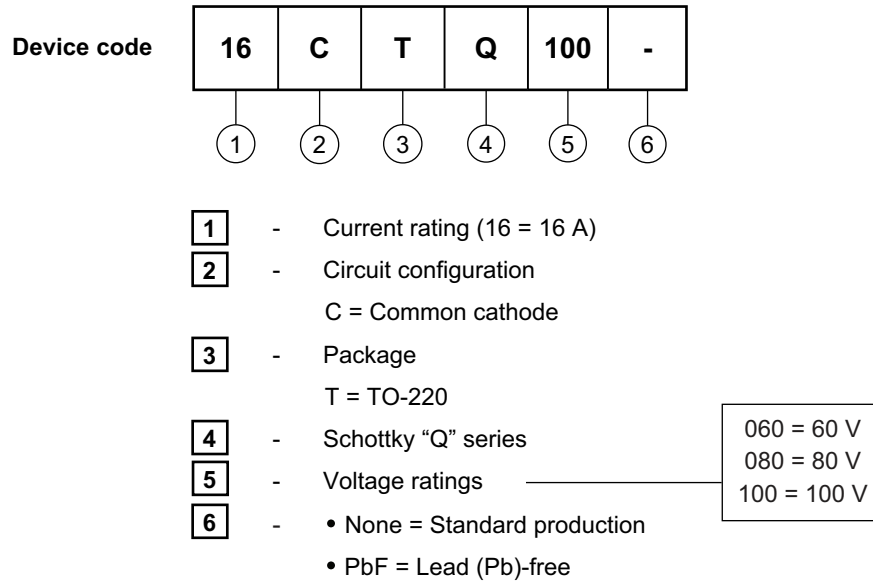 Device code 16 C T Q 100 -
1 2 3 4 5 6
1 - Current rating (16 = 16 A)
2 - Circuit configuration
C = Common cathode
3 - Package
T = TO-220
4 - Schottky “Q” series
5 - Voltage ratings
060 = 60 V
080 = 80 V
100 = 100 V
6 - • None = Standard production
• PbF = Lead (Pb)-free